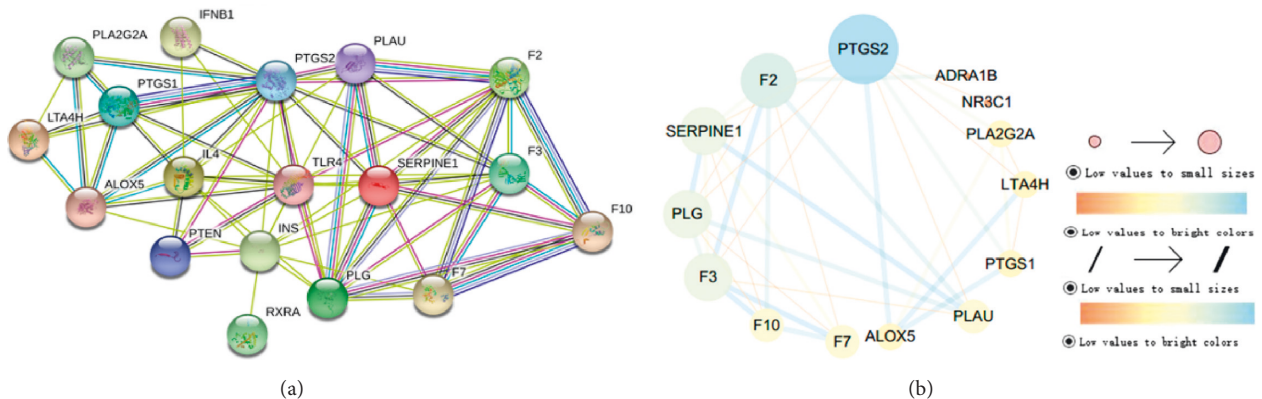 IFNB1
PLA2G2A
PTGS2
PLAU
F2
PTGS1
LTA4H
IL4
TLR4
SERPINE1
F3
ALOX5
F10
PTEN
INS
PLG
F7
RXRA
(a)
PTGS2
F2
ADRA1B
NR3C1
SERPINE1
PLA2G2A
LTA4H
PLG
PTGS1
F3
PLAU
F10
F7
ALOX5
Low values to small sizes
Low values to bright colors
Low values to small sizes
Low values to bright colors
(b)